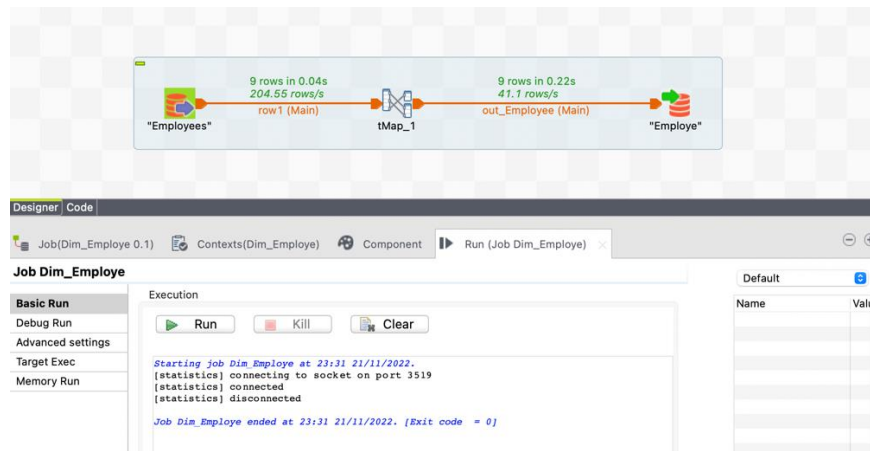 9 rows in 0.04s
204.55 rows/s
row1 (Main)
9 rows in 0.22s
41.1 rows/s
out_Employee (Main)
"Employees"
tMap_1
"Employe"
Designer Code
Job(Dim_Employe 0.1) Contexts(Dim_Employe) Component Run (Job Dim_Employe)
Job Dim_Employe
Default
Basic Run
Debug Run
Advanced settings
Target Exec
Memory Run
Execution
Run Kill Clear
Name Valu
Starting job Dim_Employe at 23:31 21/11/2022.
[statistics] connecting to socket on port 3519
[statistics] connected
[statistics] disconnected
Job Dim_Employe ended at 23:31 21/11/2022. [Exit code = 0]